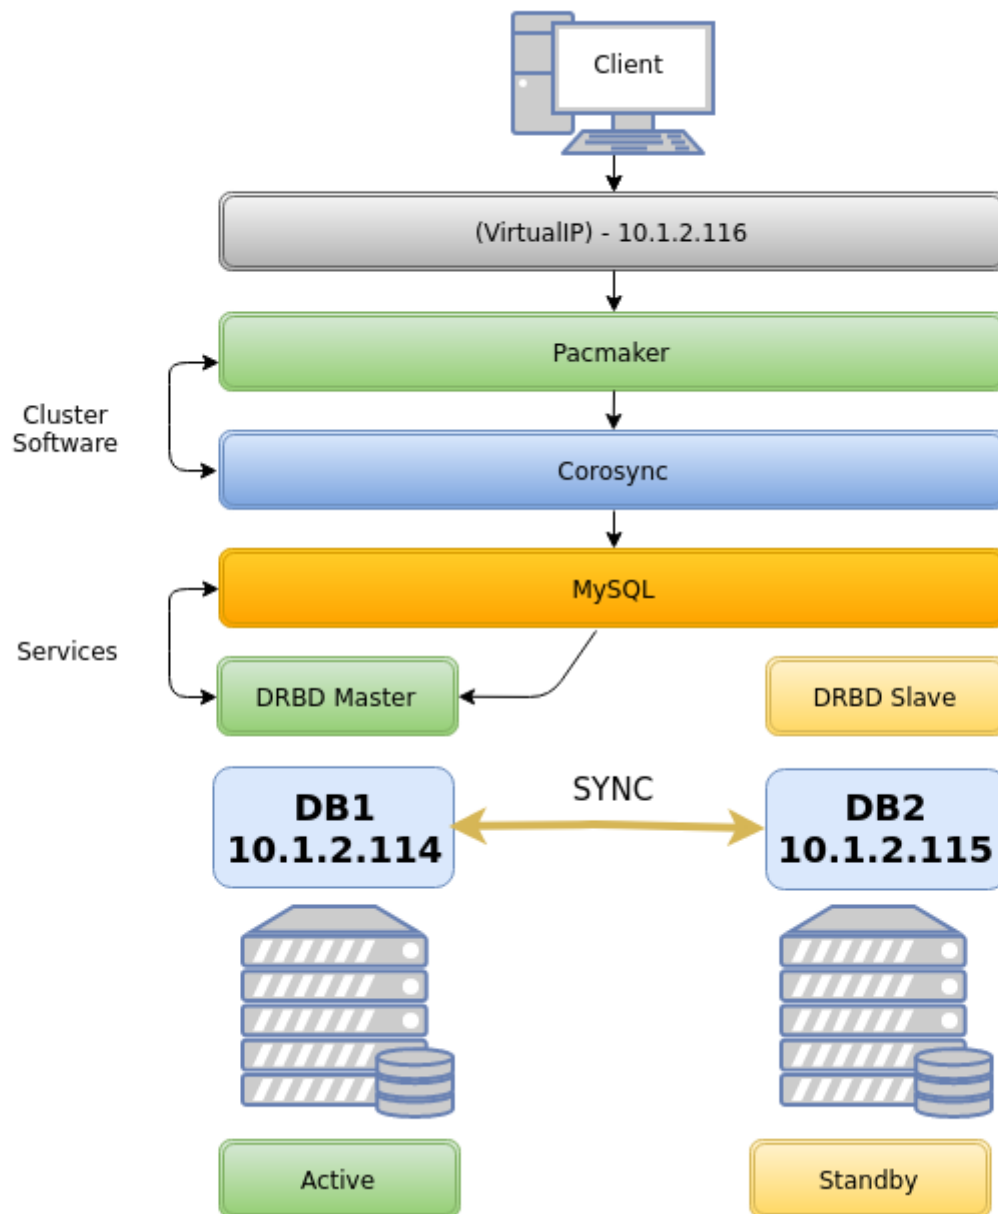 Client
(VirtualIP) - 10.1.2.116
Pacmaker
Cluster
Software
Corosync
MySQL
Services
DRBD Master
DRBD Slave
SYNC
DB1
10.1.2.114
DB2
10.1.2.115
Active
Standby